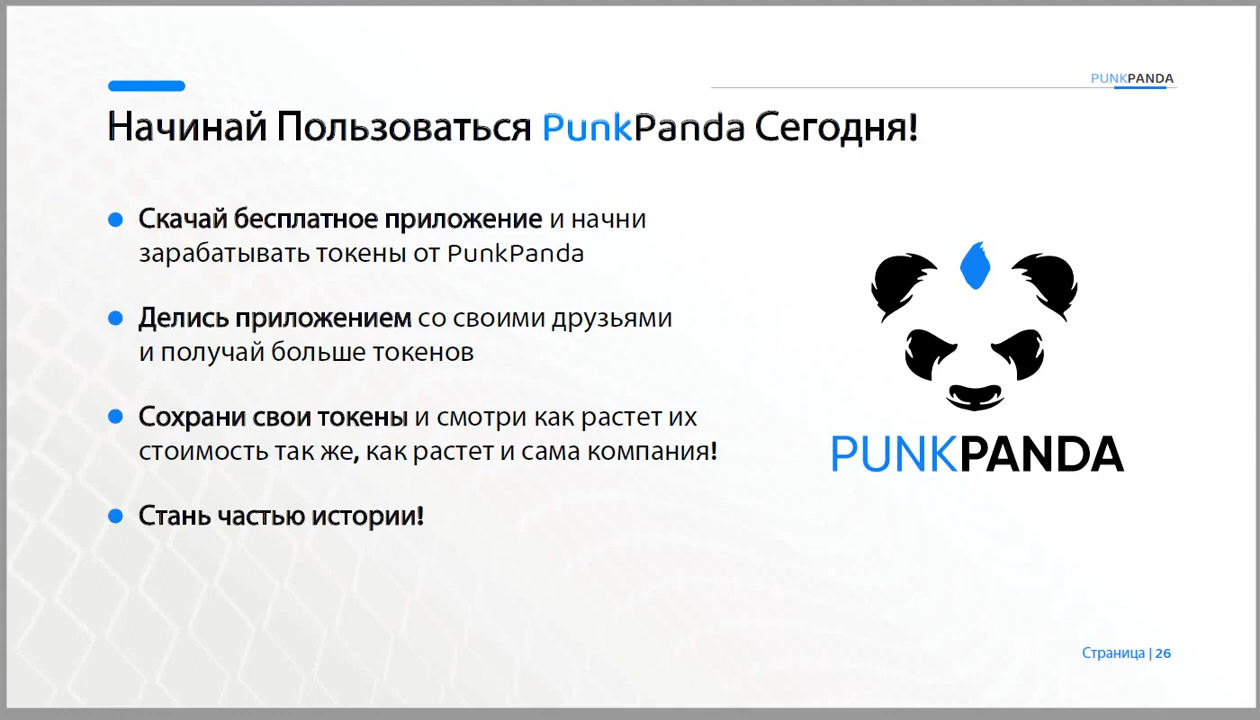 PUNKPANDA
Начинай Пользоваться PunkPanda Сегодня!
Скачай бесплатное приложение и начни
зарабатывать токены от PunkPanda
Делись приложением со своими друзьями
и получай больше токенов
Сохрани свои токены и смотри как растет их
стоимость так же, как растет и сама компания!
Стань частью истории!
PUNKPANDA
Страница | 26